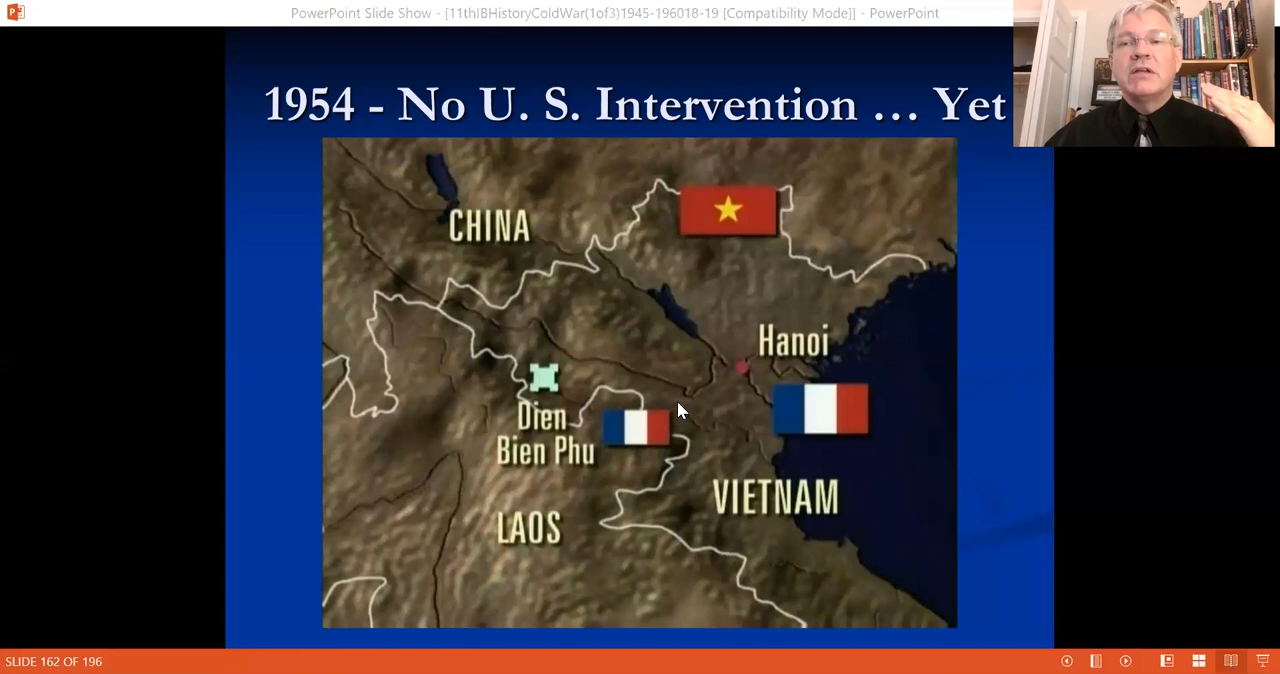 PowerPoint Slide Show - [11thIBHistoryColdWar(1of3)1945-196018-19 [Compatibility Mode]] - PowerPoint
1954 - No U. S. Intervention … Yet
CHINA
Hanoi
Dien
Bien Phu
VIETNAM
LAOS
SLIDE 162 OF 196